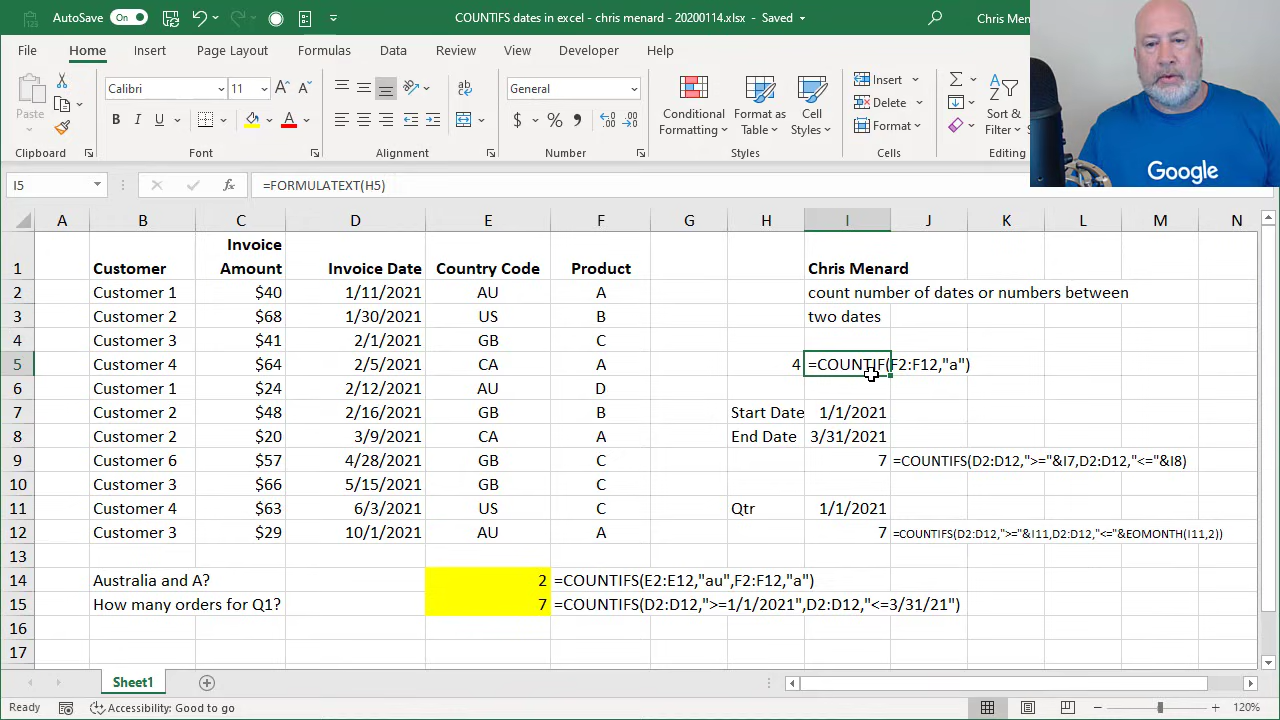 AutoSave On COUNTIFS dates in excel - chris menard - 20200114.xlsx - Saved Chris Men
File Home Insert Page Layout Formulas Data Review View Developer Help
Calibri 11 General Insert
Paste B I U Conditional Formatting Format as Table Cell Styles Delete Format Sort & Filter
Clipboard Font Alignment Number Styles Cells Editing
Google
I5 fx =FORMULATEXT(H5)
A B C D E F G H I J K L M N
1 Customer Invoice Amount Invoice Date Country Code Product Chris Menard
2 Customer 1 $40 1/11/2021 AU A count number of dates or numbers between
3 Customer 2 $68 1/30/2021 US B two dates
4 Customer 3 $41 2/1/2021 GB C
5 Customer 4 $64 2/5/2021 CA A 4 =COUNTIF(F2:F12,"a")
6 Customer 1 $24 2/12/2021 AU D
7 Customer 2 $48 2/16/2021 GB B Start Date 1/1/2021
8 Customer 2 $20 3/9/2021 CA A End Date 3/31/2021
9 Customer 6 $57 4/28/2021 GB C 7 =COUNTIFS(D2:D12,">="&I7,D2:D12,"<="&I8)
10 Customer 3 $66 5/15/2021 GB C
11 Customer 4 $63 6/3/2021 US C Qtr 1/1/2021
12 Customer 3 $29 10/1/2021 AU A 7 =COUNTIFS(D2:D12,">="&I11,D2:D12,"<="&EOMONTH(I11,2))
13
14 Australia and A? 2 =COUNTIFS(E2:E12,"au",F2:F12,"a")
15 How many orders for Q1? 7 =COUNTIFS(D2:D12,">=1/1/2021",D2:D12,"<=3/31/21")
16
17
Sheet1
Ready Accessibility: Good to go 120%